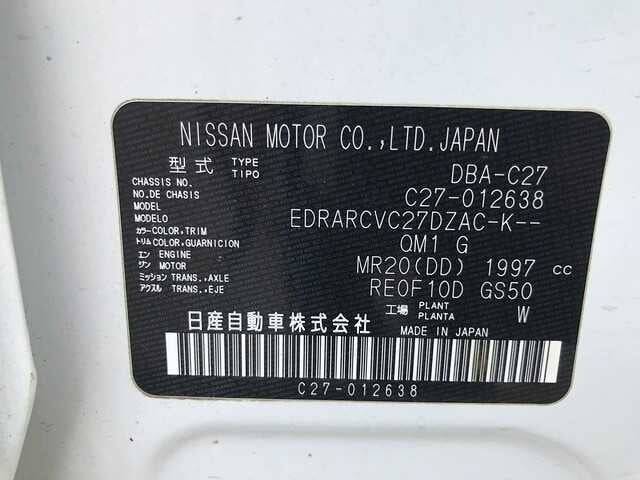 NISSAN MOTOR CO.,LTD.JAPAN
型式 TYPE TIPO DBA-C27
CHASSIS NO. NO.DE CHASIS C27-012638
MODEL MODELO EDRARCVC27DZAC-K--
カラー COLOR,TRIM
トリム COLOR,GUARNICION QM1 G
エン ENGINE
ジン MOTOR MR20(DD) 1997 cc
ミッション TRANS.,AXLE
アクスル TRANS.,EJE RE0F10D GS50
工場 PLANT PLANTA W
日産自動車株式会社 MADE IN JAPAN
C27-012638